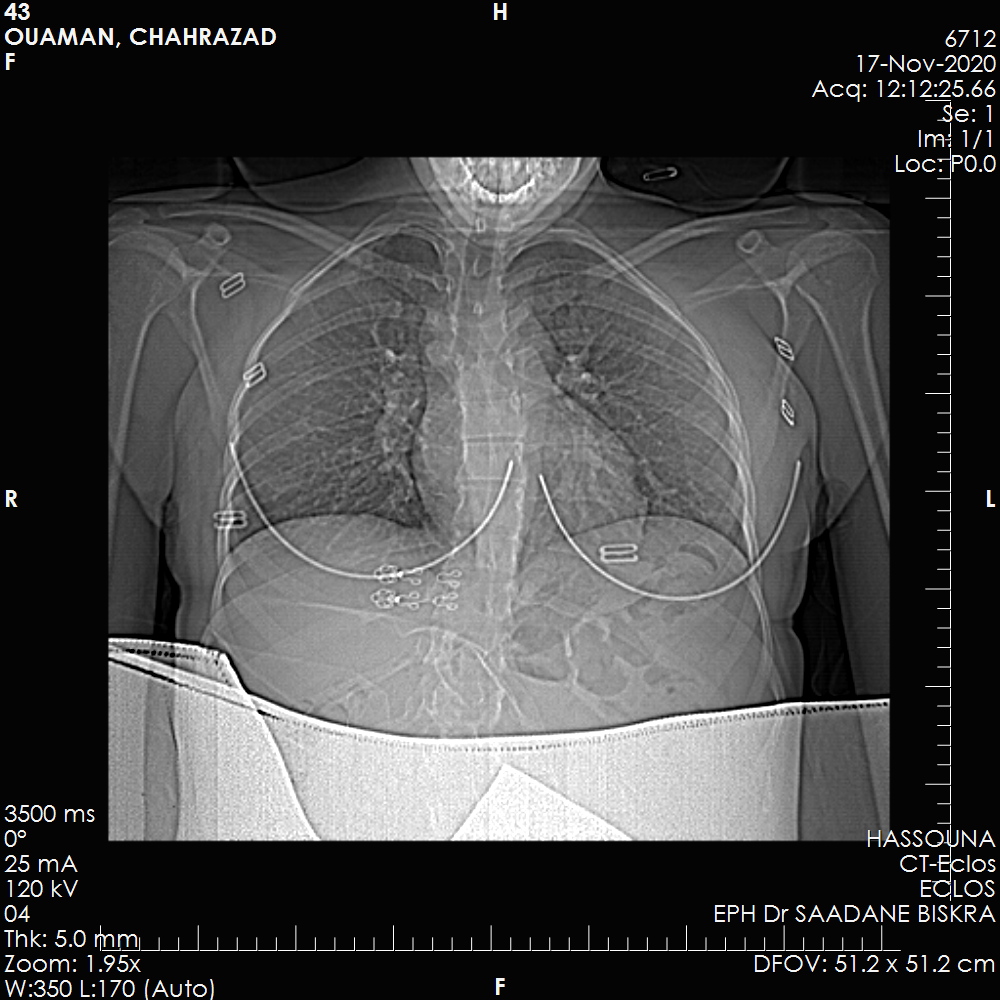 43
OUAMAN, CHAHRAZAD
F
H
6712
17-Nov-2020
Acq: 12:12:25.66
Se: 1
Im: 1/1
Loc: P0.0
R
L
3500 ms
0°
25 mA
120 kV
04
Thk: 5.0 mm
Zoom: 1.95x
W:350 L:170 (Auto)
F
HASSOUNA
CT-Eclos
ECLOS
EPH Dr SAADANE BISKRA
DFOV: 51.2 x 51.2 cm